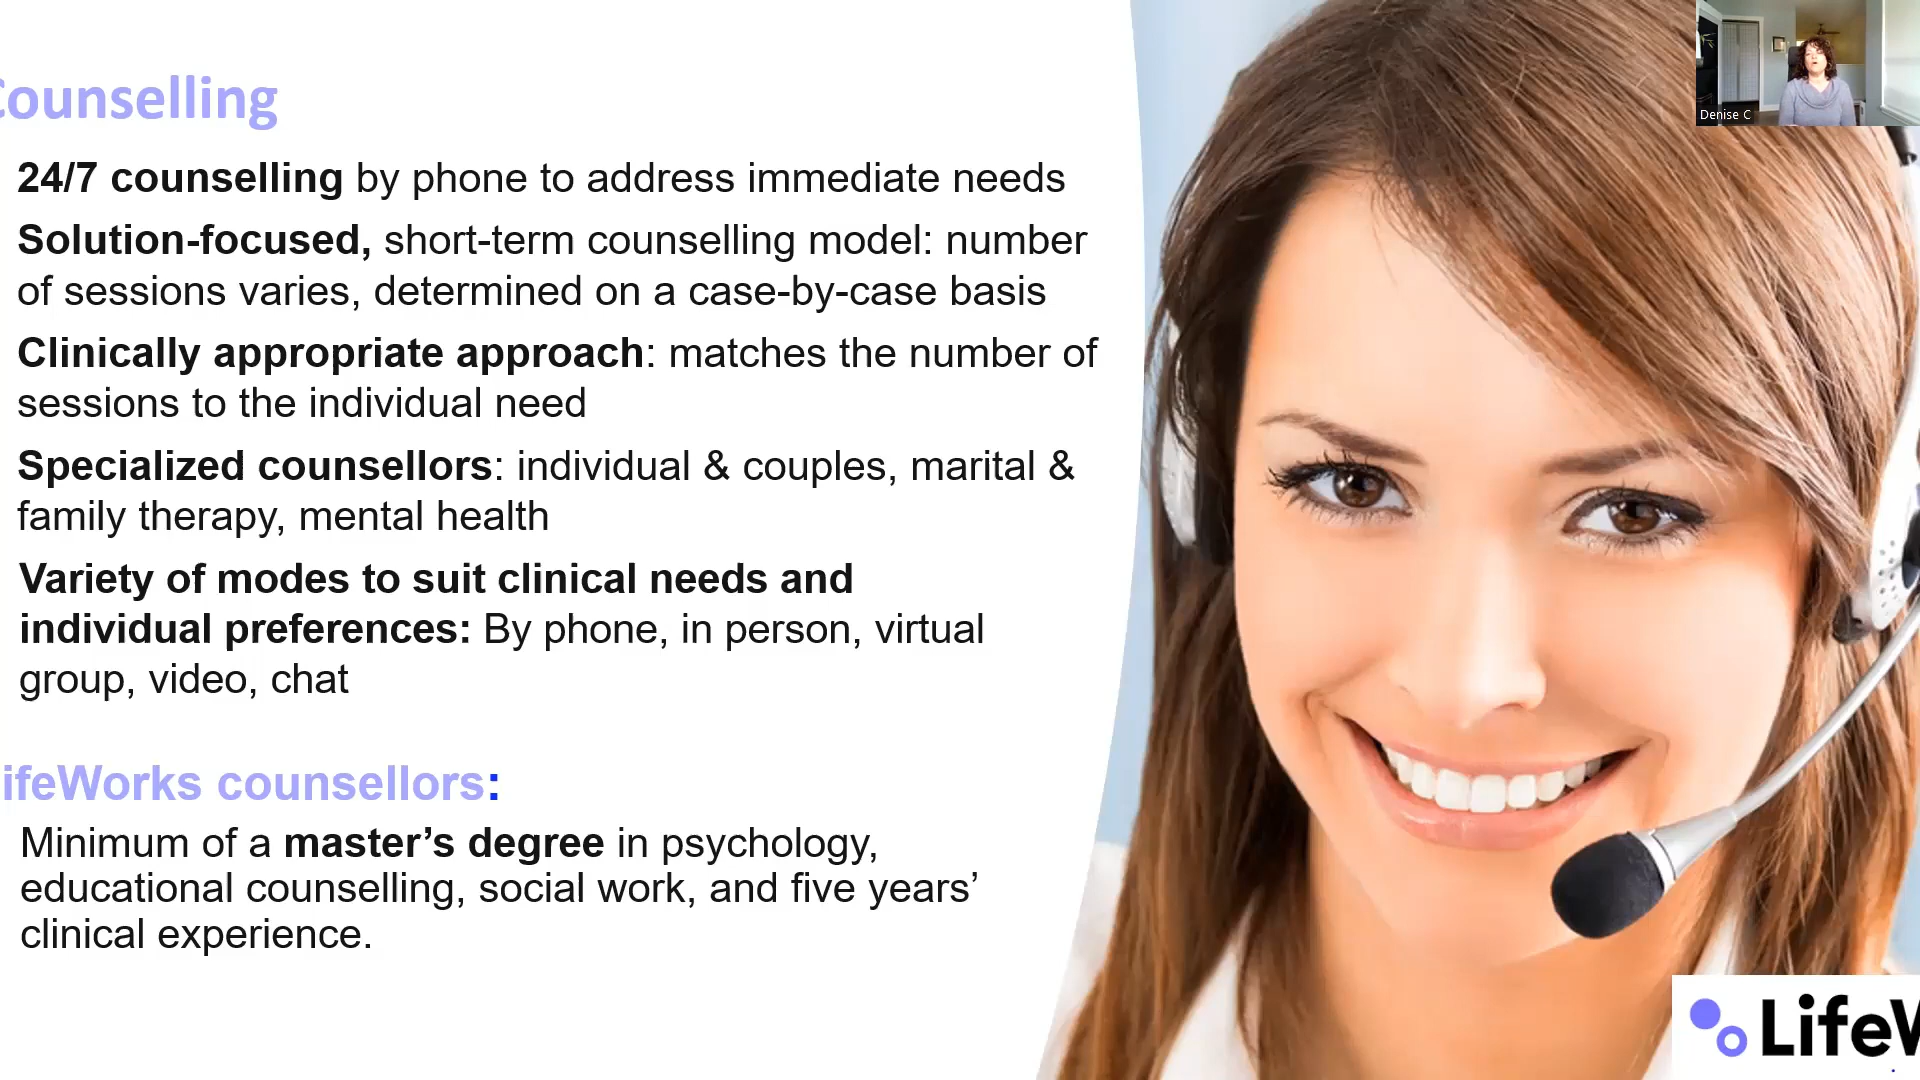 Counselling
24/7 counselling by phone to address immediate needs
Solution-focused, short-term counselling model: number
of sessions varies, determined on a case-by-case basis
Clinically appropriate approach: matches the number of
sessions to the individual need
Specialized counsellors: individual & couples, marital &
family therapy, mental health
Variety of modes to suit clinical needs and
individual preferences: By phone, in person, virtual
group, video, chat
ifeWorks counsellors:
Minimum of a master’s degree in psychology,
educational counselling, social work, and five years’
clinical experience.
Denise C
LifeW